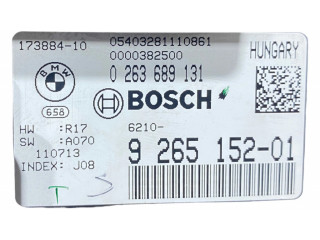 173884-10 05403281110861 HUNGARY
0000382500
0 263 689 131
BMW
658
BOSCH
HW :R17 6210-
SW :A070
9 265 152-01
110713
INDEX: J08
T S